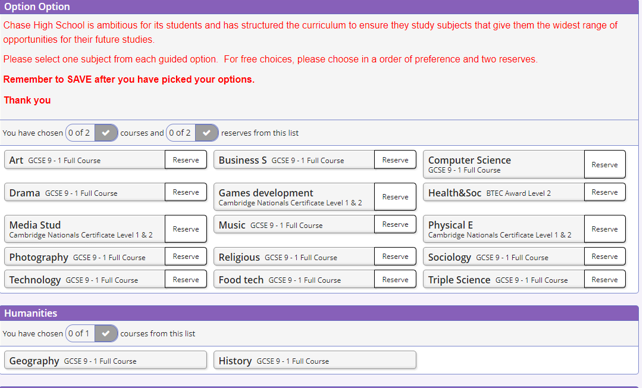 Option Option
Chase High School is ambitious for its students and has structured the curriculum to ensure they study subjects that give them the widest range of
opportunities for their future studies.
Please select one subject from each guided option. For free choices, please choose in a order of preference and two reserves.
Remember to SAVE after you have picked your options.
Thank you
You have chosen 0 of 2 courses and 0 of 2 reserves from this list
Art GCSE 9 - 1 Full Course Reserve Business S GCSE 9 - 1 Full Course Reserve Computer Science
GCSE 9 - 1 Full Course Reserve
Drama GCSE 9 - 1 Full Course Reserve Games development
Cambridge Nationals Certificate Level 1 & 2 Reserve Health&Soc BTEC Award Level 2 Reserve
Media Stud
Cambridge Nationals Certificate Level 1 & 2 Reserve Music GCSE 9 - 1 Full Course Reserve Physical E
Cambridge Nationals Certificate Level 1 & 2 Reserve
Photography GCSE 9 - 1 Full Course Reserve Religious GCSE 9 - 1 Full Course Reserve Sociology GCSE 9 - 1 Full Course Reserve
Technology GCSE 9 - 1 Full Course Reserve Food tech GCSE 9 - 1 Full Course Reserve Triple Science GCSE 9 - 1 Full Course Reserve
Humanities
You have chosen 0 of 1 courses from this list
Geography GCSE 9 - 1 Full Course History GCSE 9 - 1 Full Course